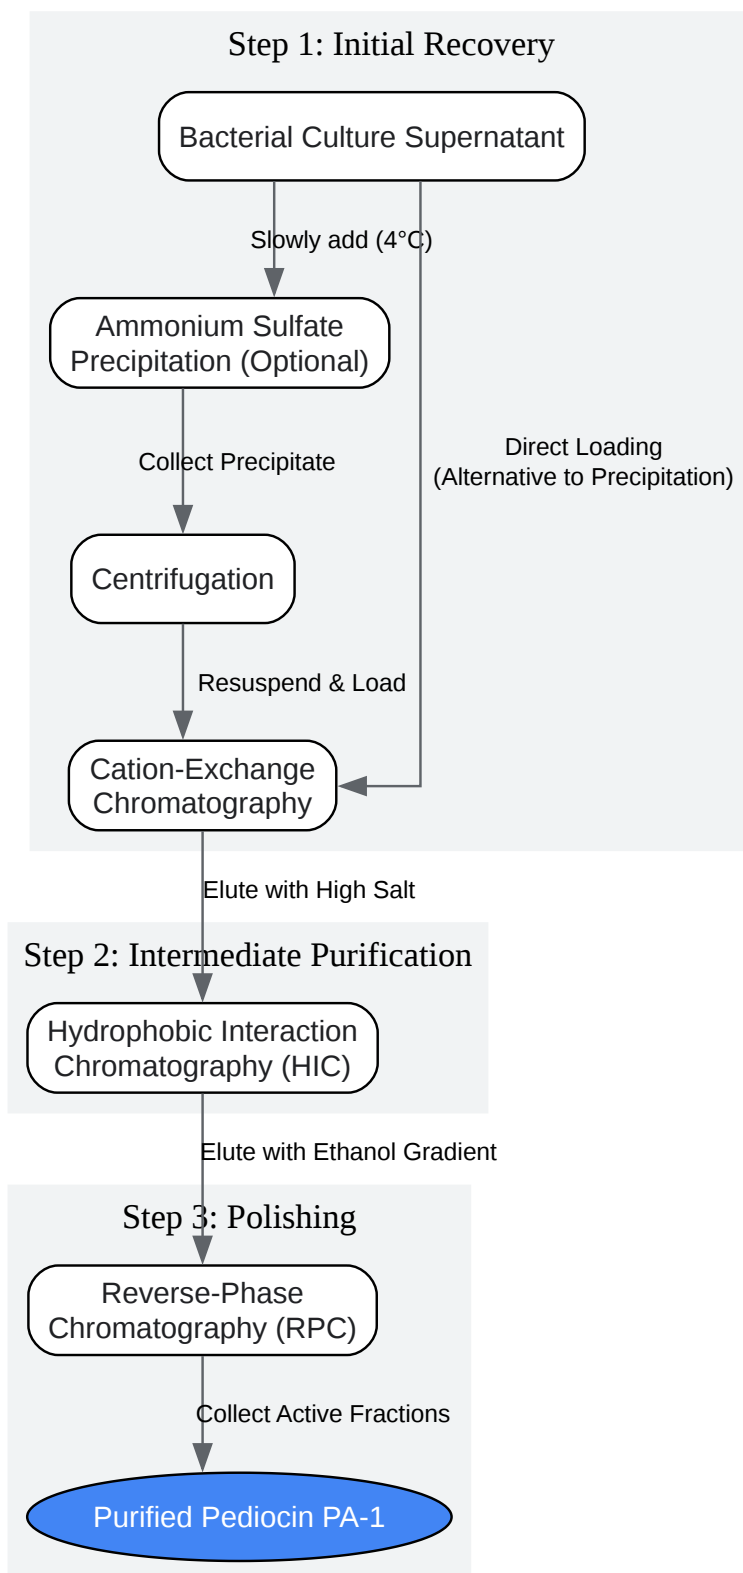 Step 1: Initial Recovery
Bacterial Culture Supernatant
Slowly add (4°C)
Ammonium Sulfate
Precipitation (Optional)
Collect Precipitate
Direct Loading
(Alternative to Precipitation)
Centrifugation
Resuspend & Load
Cation-Exchange
Chromatography
Elute with High Salt
Step 2: Intermediate Purification
Hydrophobic Interaction
Chromatography (HIC)
Elute with Ethanol Gradient
Step 3: Polishing
Reverse-Phase
Chromatography (RPC)
Collect Active Fractions
Purified Pediocin PA-1